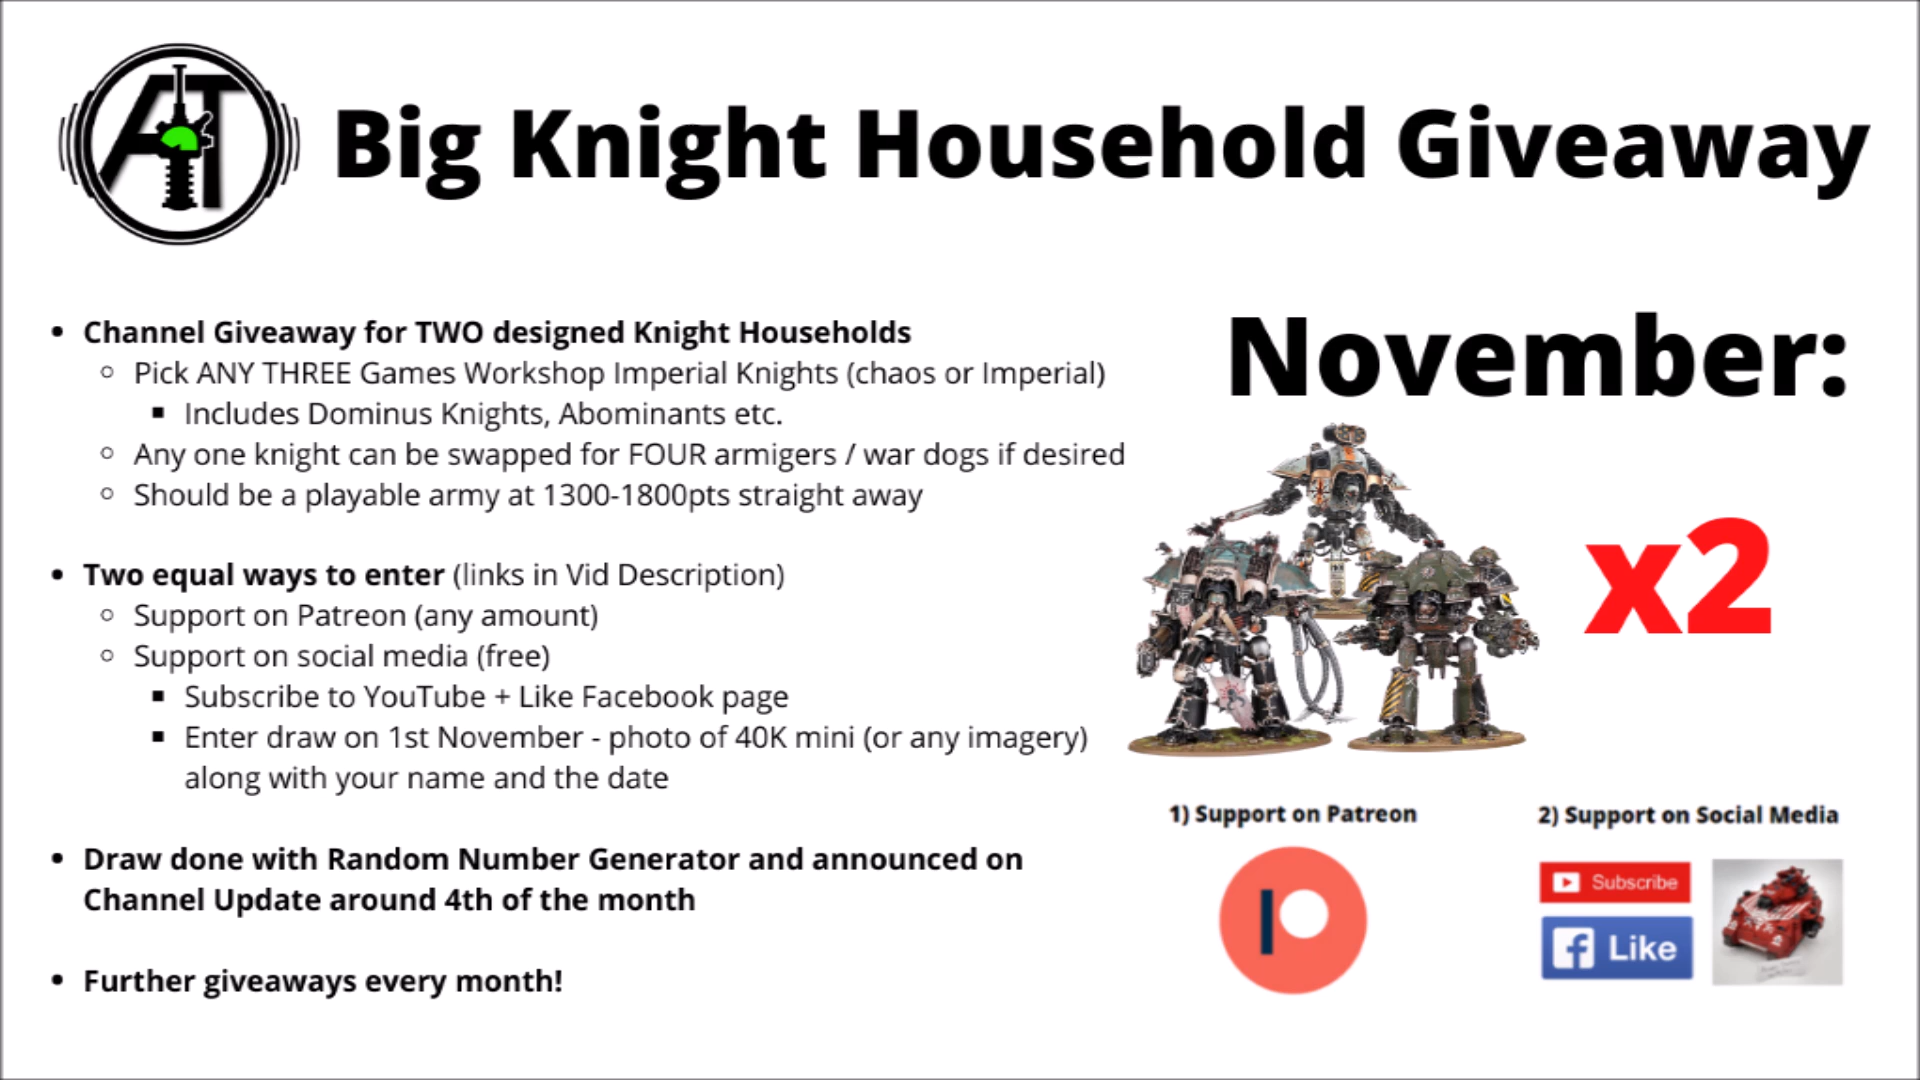 AT
Big Knight Household Giveaway
• Channel Giveaway for TWO designed Knight Households
○ Pick ANY THREE Games Workshop Imperial Knights (chaos or Imperial)
▪ Includes Dominus Knights, Abominants etc.
○ Any one knight can be swapped for FOUR armigers / war dogs if desired
○ Should be a playable army at 1300-1800pts straight away
• Two equal ways to enter (links in Vid Description)
○ Support on Patreon (any amount)
○ Support on social media (free)
▪ Subscribe to YouTube + Like Facebook page
▪ Enter draw on 1st November - photo of 40K mini (or any imagery)
along with your name and the date
• Draw done with Random Number Generator and announced on
Channel Update around 4th of the month
• Further giveaways every month!
November:
x2
1) Support on Patreon
2) Support on Social Media
Subscribe
f Like